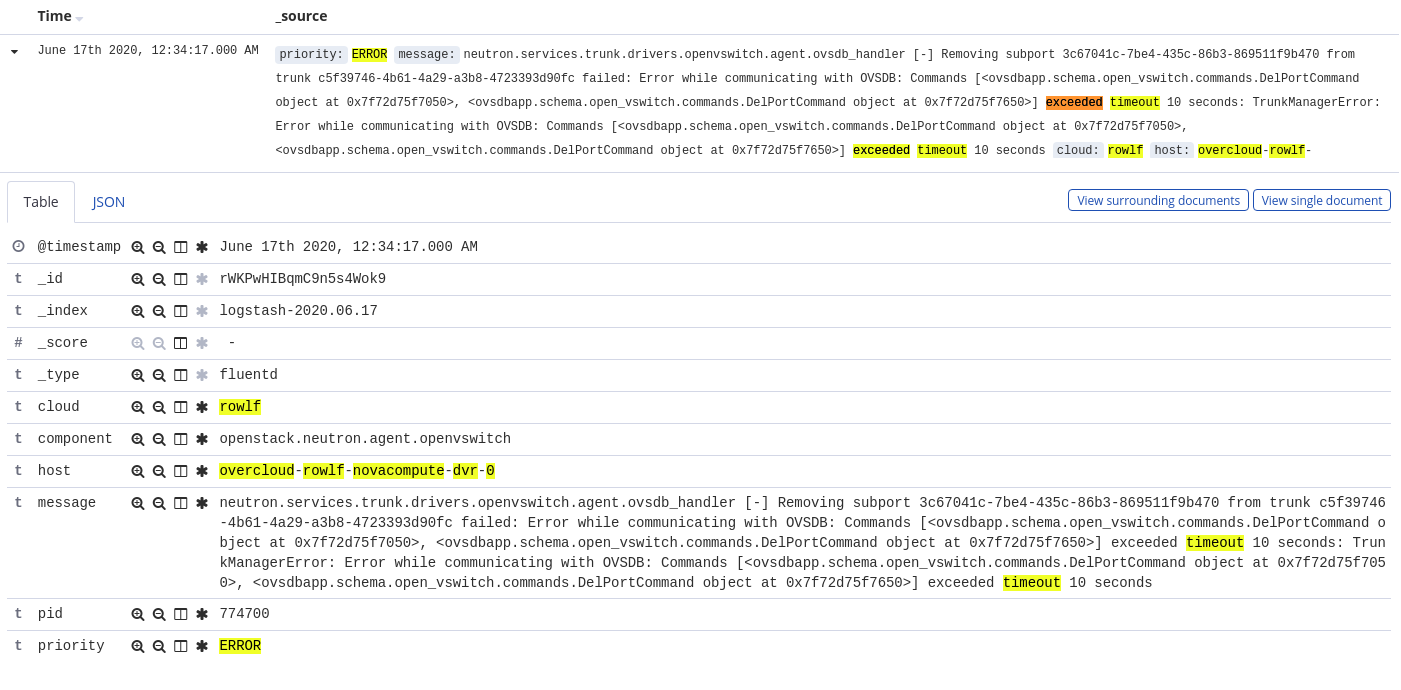 Time _source
June 17th 2020, 12:34:17.000 AM priority: ERROR message: neutron.services.trunk.drivers.openvswitch.agent.ovsdb_handler [-] Removing support 3c67041c-7be4-435c-86b3-869511f9b470 from
trunk c5f39746-4b61-4a29-a3b8-4723393d90fc failed: Error while communicating with OVSDB: Commands [<ovsdbapp.schema.open_vswitch.commands.DelPortCommand
object at 0x7f72d75f7050>, <ovsdbapp.schema.open_vswitch.commands.DelPortCommand object at 0x7f72d75f7650>] exceeded timeout 10 seconds: TrunkManagerError:
Error while communicating with OVSDB: Commands [<ovsdbapp.schema.open_vswitch.commands.DelPortCommand object at 0x7f72d75f7050>,
<ovsdbapp.schema.open_vswitch.commands.DelPortCommand object at 0x7f72d75f7650>] exceeded timeout 10 seconds cloud: rowlf host: overcloud-rowlf-
Table JSON View surrounding documents View single document
@timestamp June 17th 2020, 12:34:17.000 AM
t _id rWKPwHIBqmC9n5s4Wok9
t _index logstash-2020.06.17
# _score -
t _type fluentd
t cloud rowlf
t component openstack.neutron.agent.openvswitch
t host overcloud-rowlf-novacompute-dvr-0
t message neutron.services.trunk.drivers.openvswitch.agent.ovsdb_handler [-] Removing support 3c67041c-7be4-435c-86b3-869511f9b470 from trunk c5f39746
-4b61-4a29-a3b8-4723393d90fc failed: Error while communicating with OVSDB: Commands [<ovsdbapp.schema.open_vswitch.commands.DelPortCommand o
bject at 0x7f72d75f7050>, <ovsdbapp.schema.open_vswitch.commands.DelPortCommand object at 0x7f72d75f7650>] exceeded timeout 10 seconds: Trun
kManagerError: Error while communicating with OVSDB: Commands [<ovsdbapp.schema.open_vswitch.commands.DelPortCommand object at 0x7f72d75f705
0>, <ovsdbapp.schema.open_vswitch.commands.DelPortCommand object at 0x7f72d75f7650>] exceeded timeout 10 seconds
t pid 774700
t priority ERROR